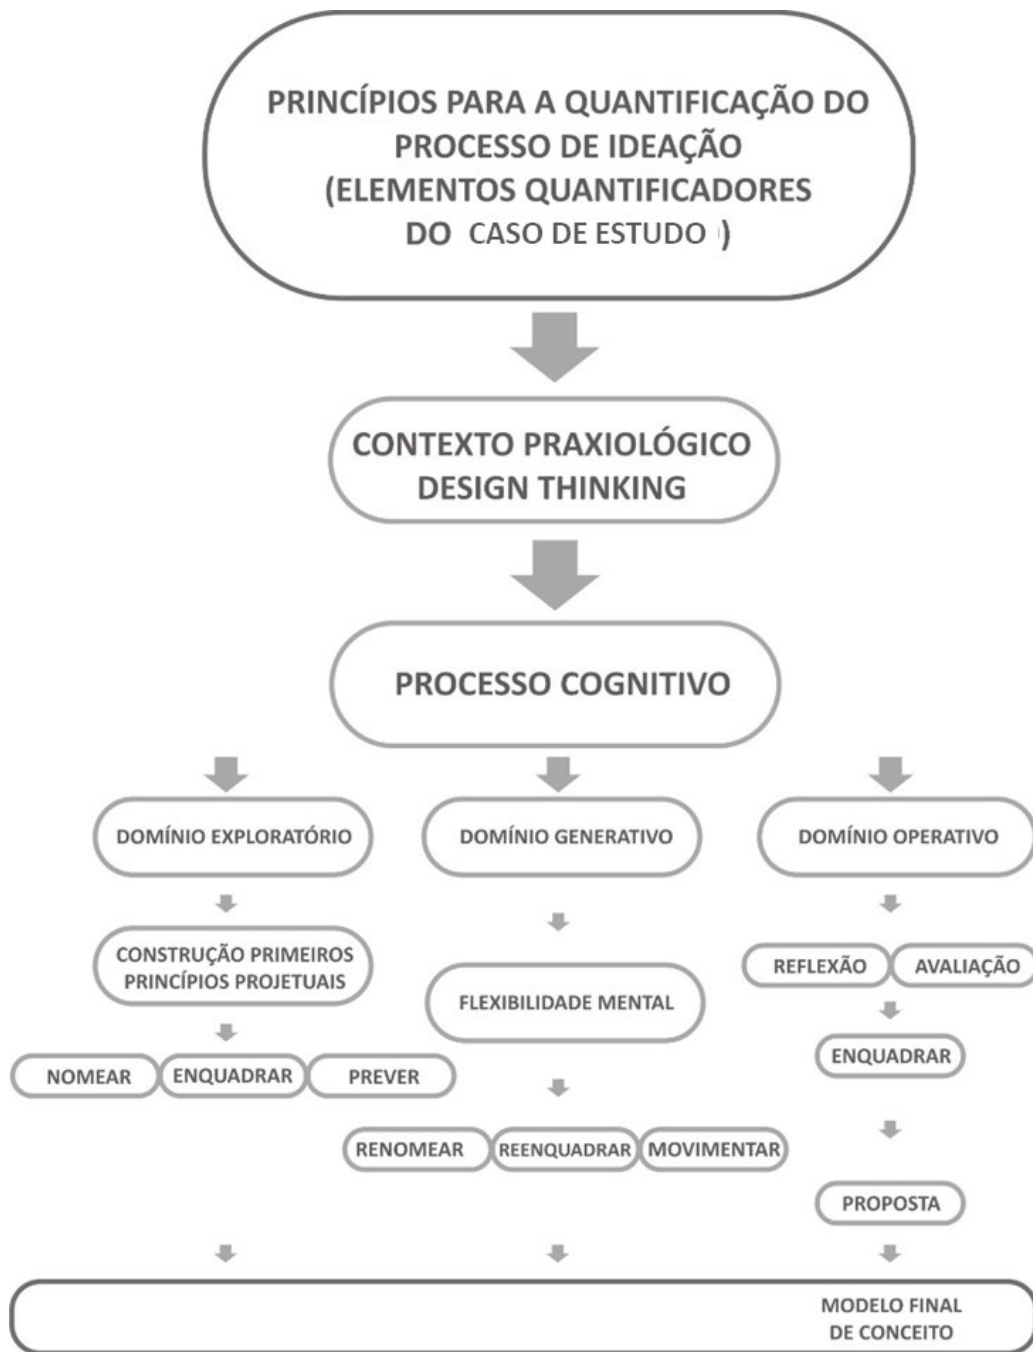 PRINCÍPIOS PARA A QUANTIFICAÇÃO DO
PROCESSO DE IDEAÇÃO
(ELEMENTOS QUANTIFICADORES
DO CASO DE ESTUDO )
CONTEXTO PRAXIOLÓGICO
DESIGN THINKING
PROCESSO COGNITIVO
DOMÍNIO EXPLORATÓRIO
DOMÍNIO GENERATIVO
DOMÍNIO OPERATIVO
CONSTRUÇÃO PRIMEIROS
PRINCÍPIOS PROJETUAIS
FLEXIBILIDADE MENTAL
REFLEXÃO
AVALIAÇÃO
ENQUADRAR
NOMEAR
ENQUADRAR
PREVER
RENOMEAR
REENQUADRAR
MOVIMENTAR
PROPOSTA
MODELO FINAL
DE CONCEITO